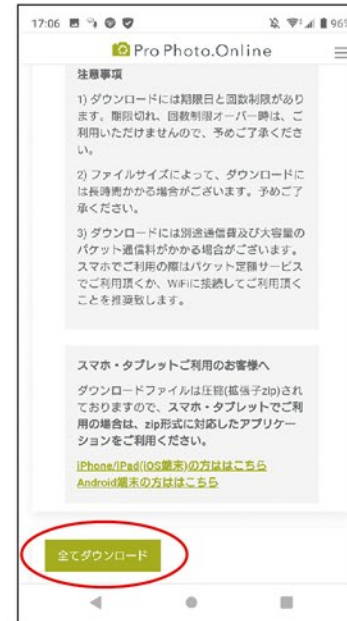 17:06
96%
Pro Photo.Online
注意事項
1) ダウンロードには期限日と回数制限があり
ます。期限切れ、回数制限オーバー時は、ご
利用いただけませんので、予めご了承くださ
い。
2) ファイルサイズによって、ダウンロードに
は長時間かかる場合がございます。予めご了
承ください。
3) ダウンロードには別途通信費及び大容量の
パケット通信料がかかる場合がございます。
スマホでご利用の際はパケット定額サービス
でご利用頂くか、WiFiに接続してご利用頂く
ことを推奨致します。
スマホ・タブレットご利用のお客様へ
ダウンロードファイルは圧縮(拡張子zip)され
ておりますので、スマホ・タブレットでご利
用の場合は、zip形式に対応したアプリケー
ションをご利用ください。
iPhone/iPad(iOS端末)の方ははこちら
Android端末の方ははこちら
全てダウンロード